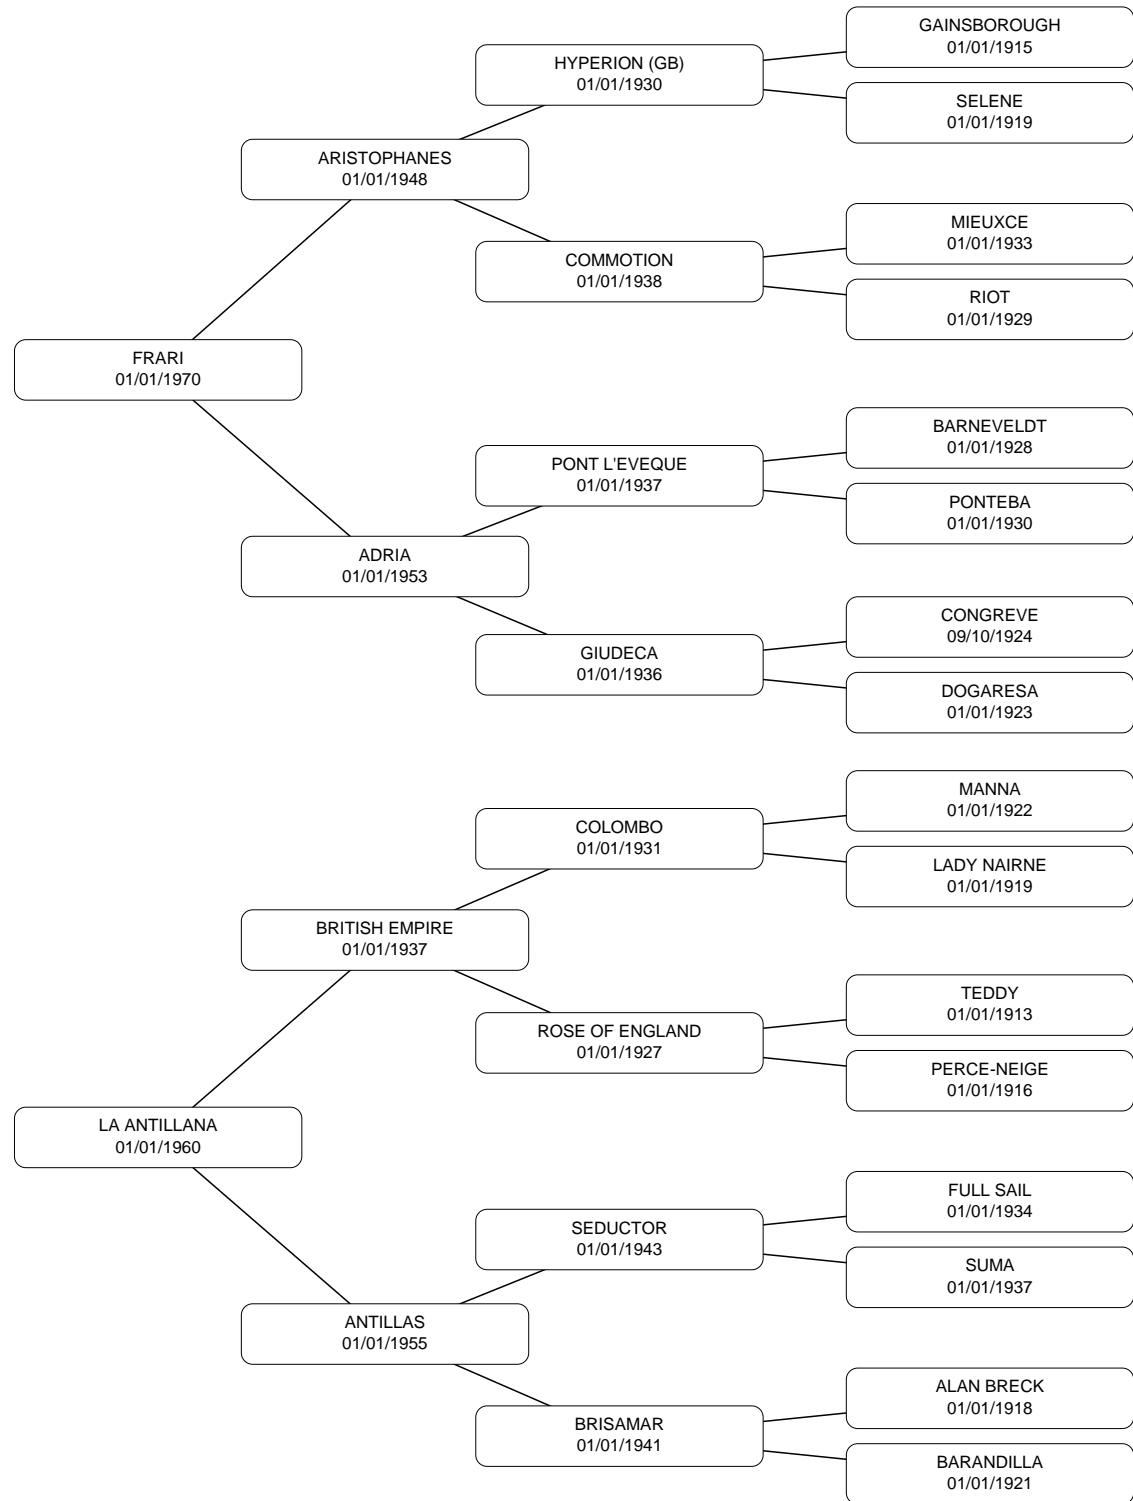 GAINSBOROUGH
01/01/1915
HYPERION (GB)
01/01/1930
SELENE
01/01/1919
ARISTOPHANES
01/01/1948
MIEUXCE
01/01/1933
COMMOTION
01/01/1938
RIOT
01/01/1929
FRARI
01/01/1970
BARNEVELDT
01/01/1928
PONT L'EVEQUE
01/01/1937
PONTEBA
01/01/1930
ADRIA
01/01/1953
CONGREVE
09/10/1924
GIUDECA
01/01/1936
DOGARESA
01/01/1923
MANNA
01/01/1922
COLOMBO
01/01/1931
LADY NAIRNE
01/01/1919
BRITISH EMPIRE
01/01/1937
TEDDY
01/01/1913
ROSE OF ENGLAND
01/01/1927
PERCE-NEIGE
01/01/1916
LA ANTILLANA
01/01/1960
FULL SAIL
01/01/1934
SEDUCTOR
01/01/1943
SUMA
01/01/1937
ANTILLAS
01/01/1955
ALAN BRECK
01/01/1918
BRISAMAR
01/01/1941
BARANDILLA
01/01/1921